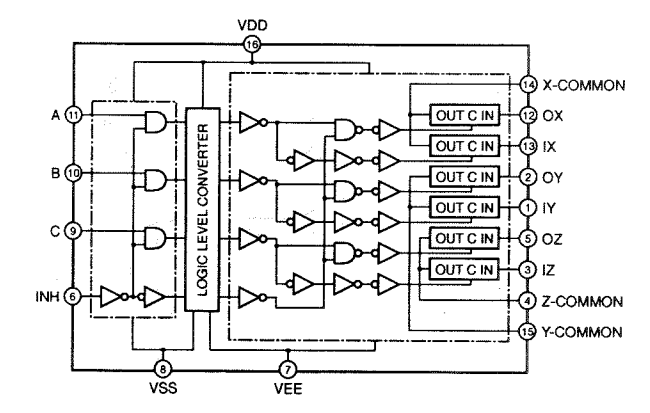 VDD
16
14 X-COMMON
A 11
OUT C IN 12 OX
OUT C IN 13 IX
B 10
OUT C IN 2 OY
OUT C IN 1 IY
C 9
OUT C IN 5 OZ
OUT C IN 3 IZ
LOGIC LEVEL CONVERTER
INH 6
4 Z-COMMON
15 Y-COMMON
8
VSS
7
VEE